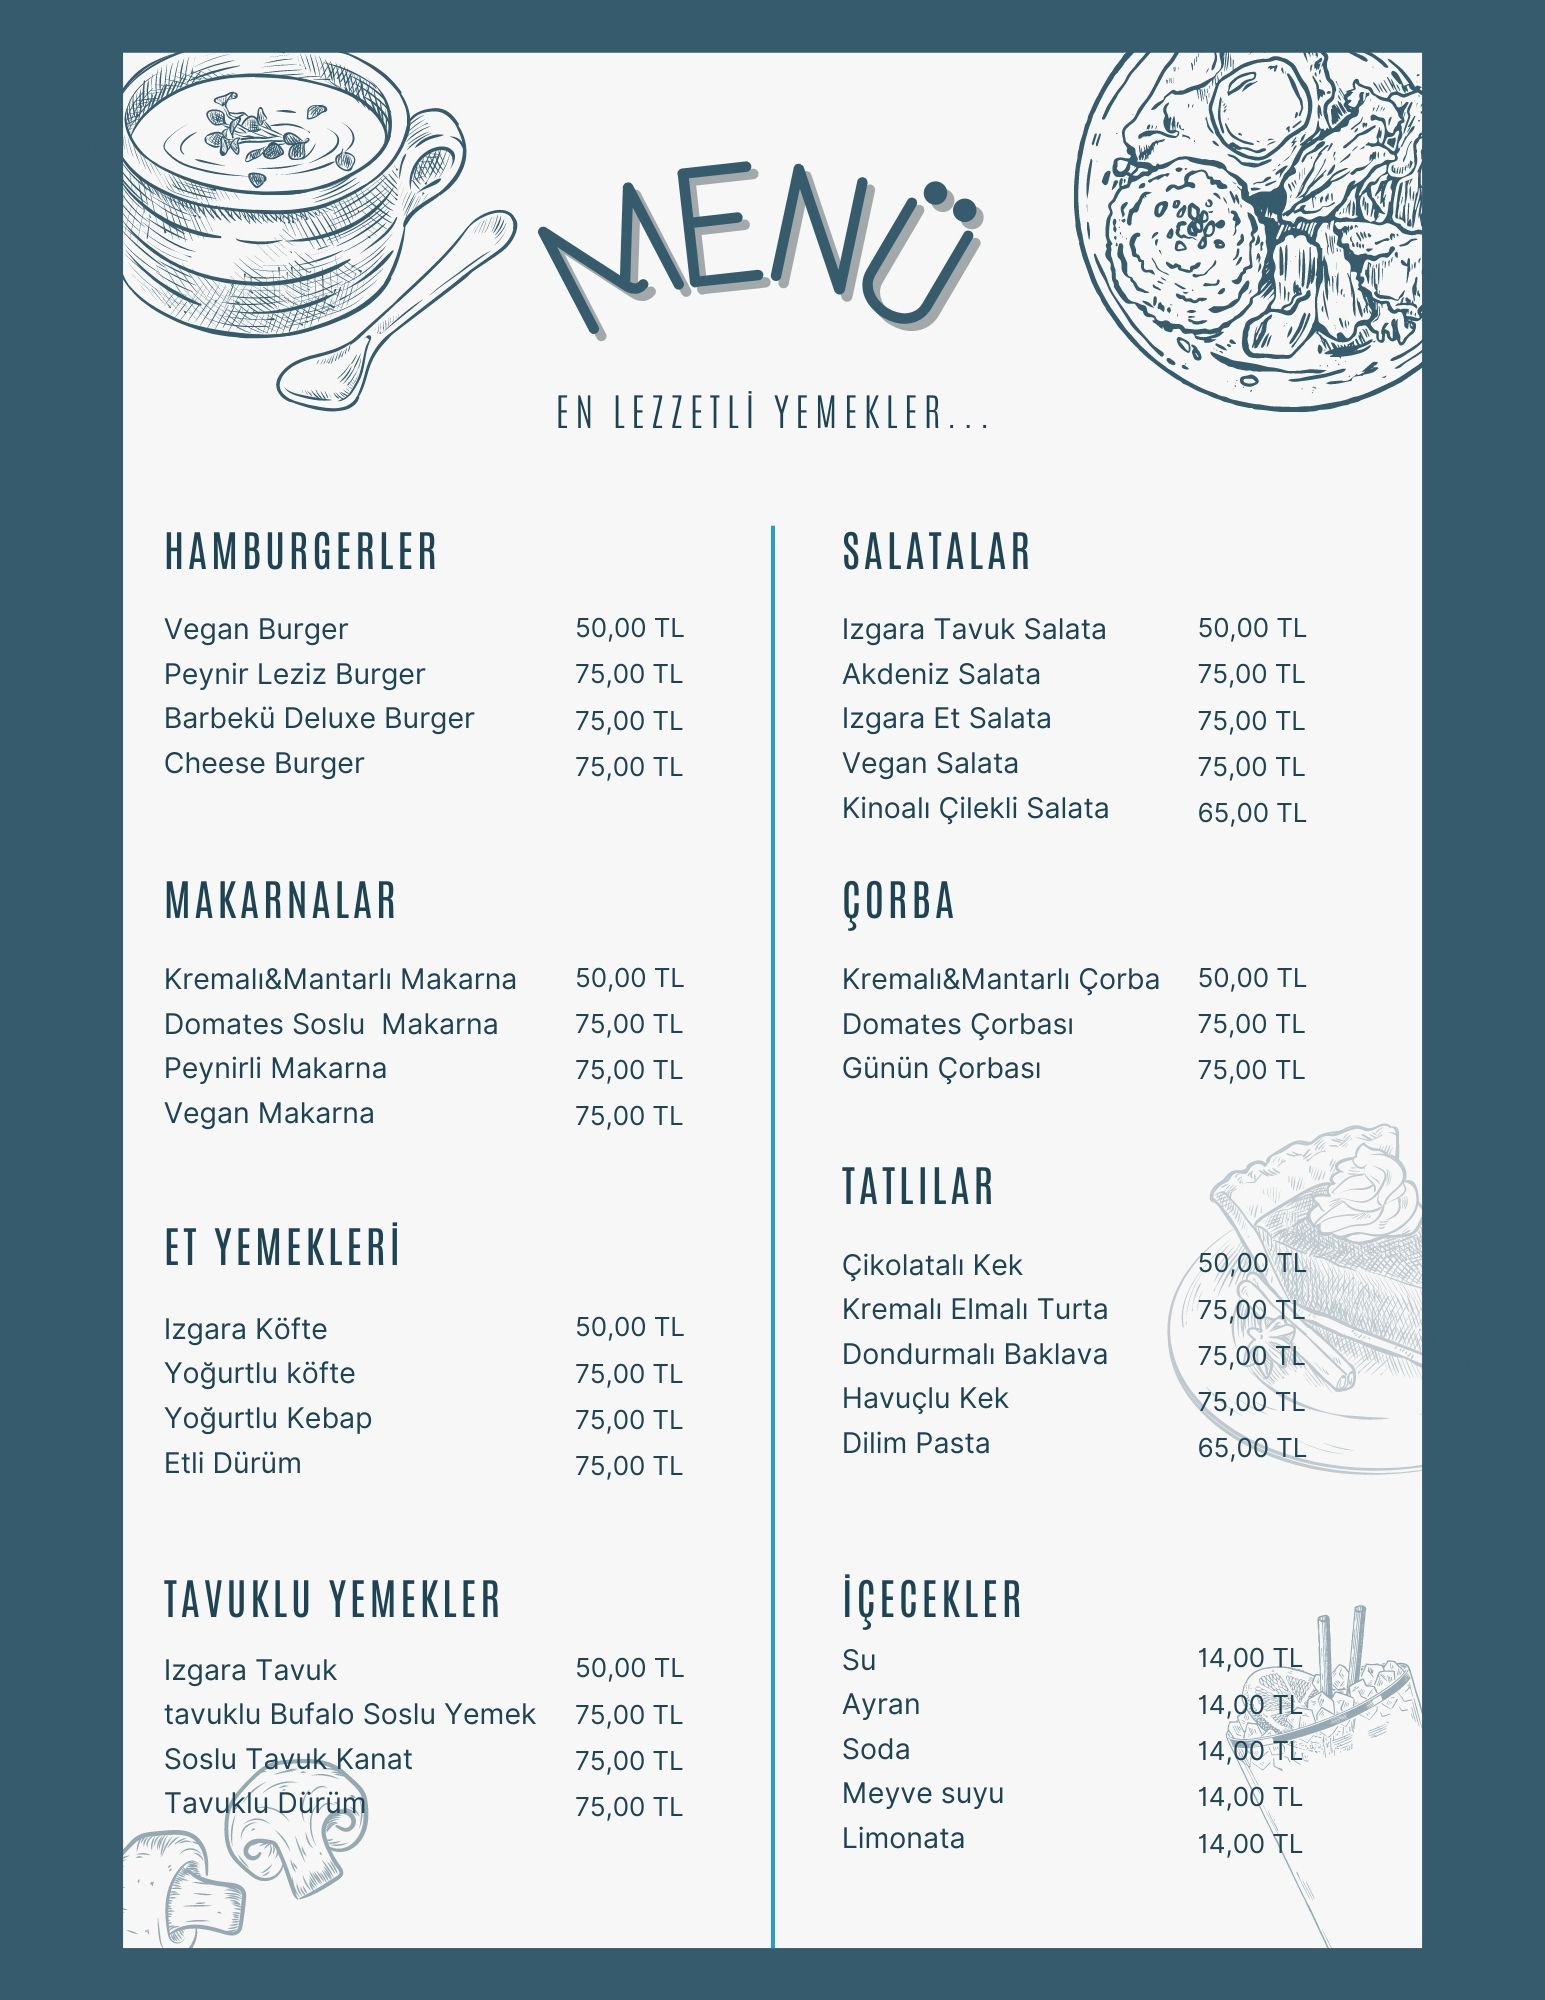 MENÜ
EN LEZZETLİ YEMEKLER...
HAMBURGERLER
Vegan Burger 50,00 TL
Peynir Leziz Burger 75,00 TL
Barbekü Deluxe Burger 75,00 TL
Cheese Burger 75,00 TL
MAKARNALAR
Kremalı&Mantarlı Makarna 50,00 TL
Domates Soslu  Makarna 75,00 TL
Peynirli Makarna 75,00 TL
Vegan Makarna 75,00 TL
ET YEMEKLERİ
Izgara Köfte 50,00 TL
Yoğurtlu köfte 75,00 TL
Yoğurtlu Kebap 75,00 TL
Etli Dürüm 75,00 TL
TAVUKLU YEMEKLER
Izgara Tavuk 50,00 TL
tavuklu Bufalo Soslu Yemek 75,00 TL
Soslu Tavuk Kanat 75,00 TL
Tavuklu Dürüm 75,00 TL
SALATALAR
Izgara Tavuk Salata 50,00 TL
Akdeniz Salata 75,00 TL
Izgara Et Salata 75,00 TL
Vegan Salata 75,00 TL
Kinoalı Çilekli Salata 65,00 TL
ÇORBA
Kremalı&Mantarlı Çorba 50,00 TL
Domates Çorbası 75,00 TL
Günün Çorbası 75,00 TL
TATLILAR
Çikolatalı Kek 50,00 TL
Kremalı Elmalı Turta 75,00 TL
Dondurmalı Baklava 75,00 TL
Havuçlu Kek 75,00 TL
Dilim Pasta 65,00 TL
İÇECEKLER
Su 14,00 TL
Ayran 14,00 TL
Soda 14,00 TL
Meyve suyu 14,00 TL
Limonata 14,00 TL